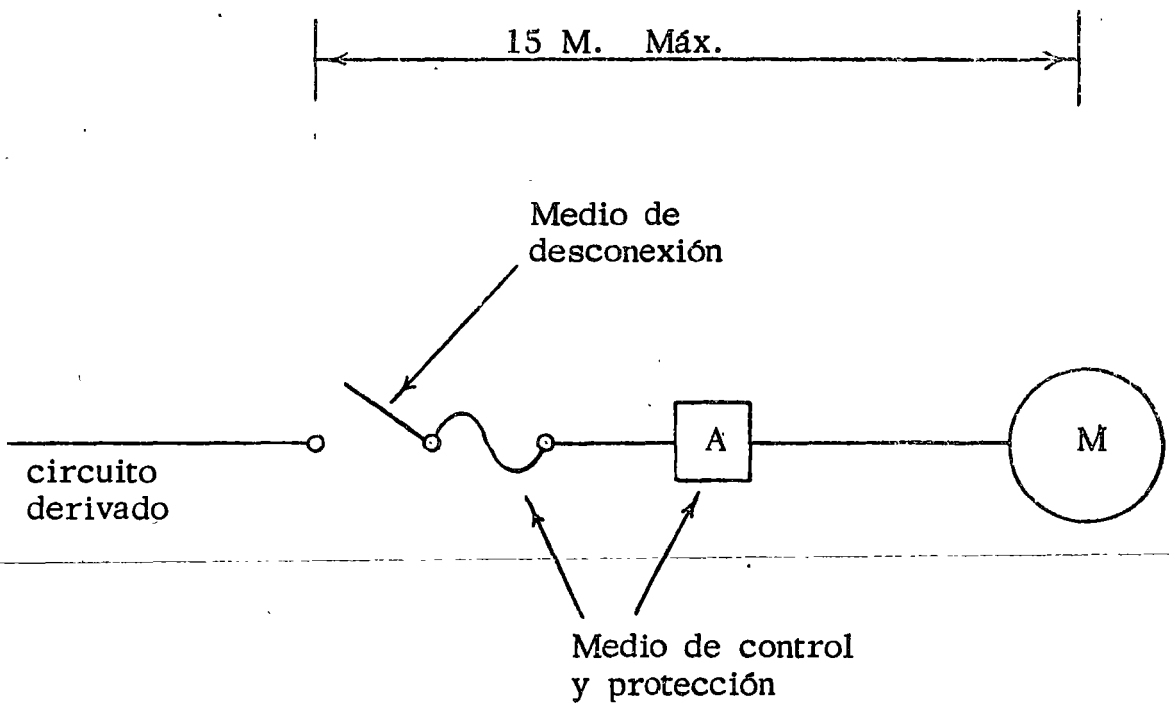 15 M. Máx.
Medio de
desconexión
A
M
circuito
derivado
Medio de control
y protección